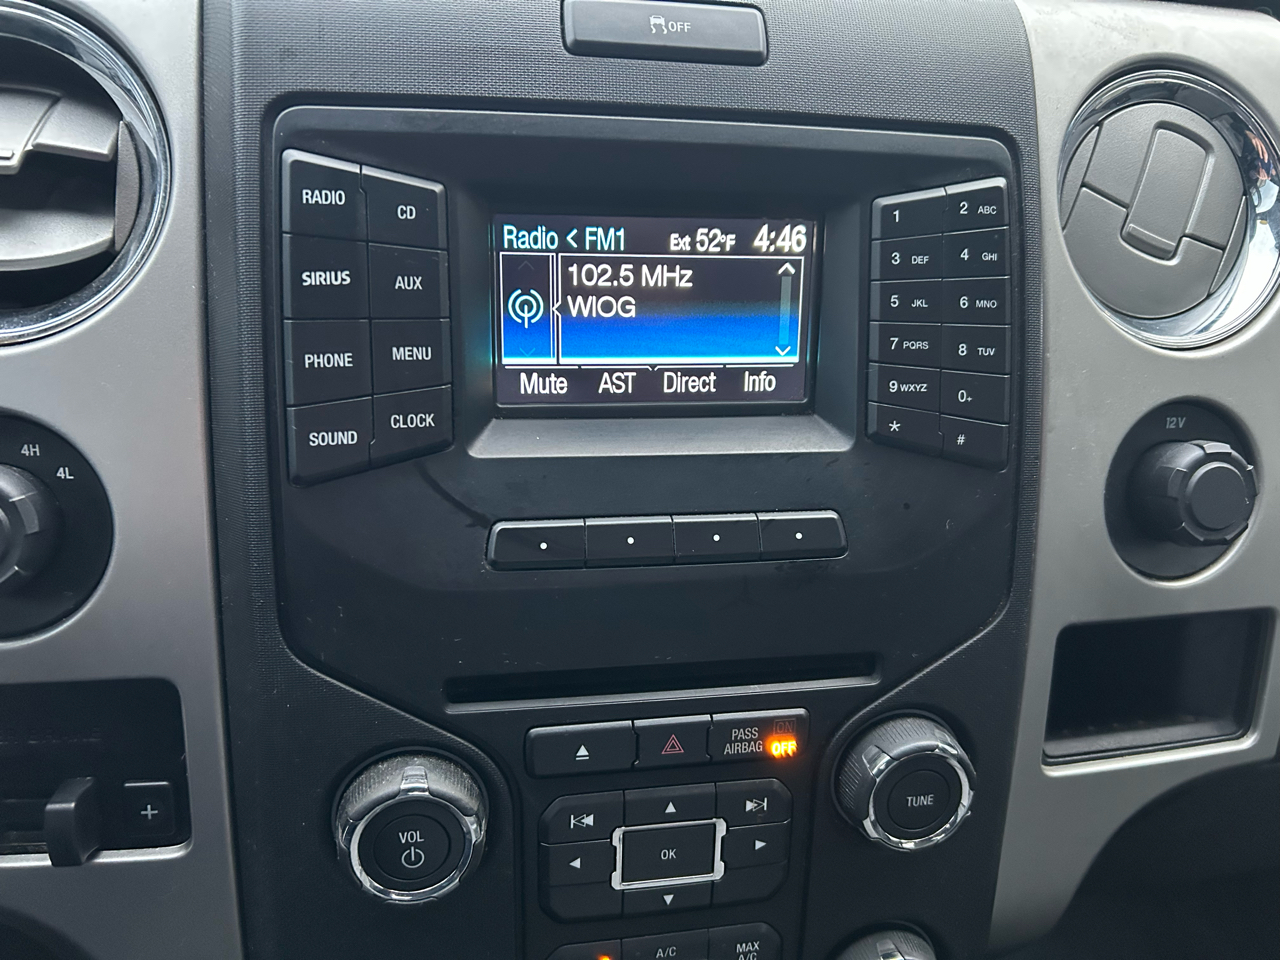 OFF
RADIO
CD
SIRIUS
AUX
PHONE
MENU
SOUND
CLOCK
Radio < FM1 Ext 52°F 4:46
102.5 MHz
WIOG
Mute AST Direct Info
1
2 ABC
3 DEF
4 GHI
5 JKL
6 MNO
7 PQRS
8 TUV
9 WXYZ
0+
*
#
4H
4L
12V
PASS
AIRBAG
ON
OFF
+
VOL
TUNE
OK
A/C
MAX
A/C